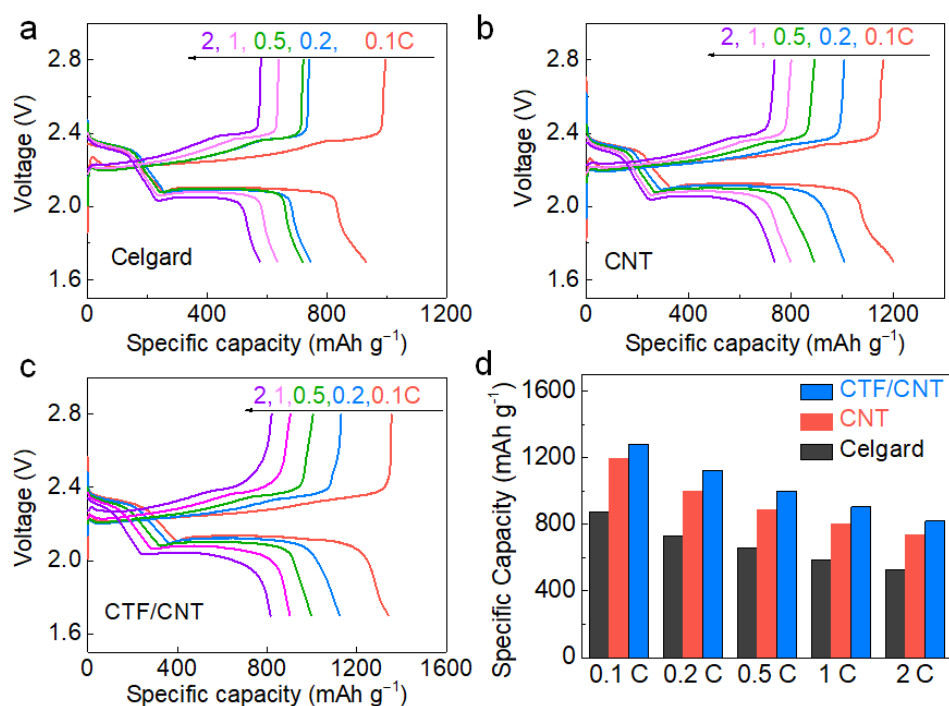 a
2, 1, 0.5, 0.2, 0.1C
2.8
2.4
2.0
1.6
Voltage (V)
Celgard
0 400 800 1200
Specific capacity (mAh g⁻¹)
b
2, 1, 0.5, 0.2, 0.1C
2.8
2.4
2.0
1.6
Voltage (V)
CNT
0 400 800 1200
Specific capacity (mAh g⁻¹)
c
2, 1, 0.5, 0.2, 0.1C
2.8
2.4
2.0
1.6
Voltage (V)
CTF/CNT
0 400 800 1200 1600
Specific capacity (mAh g⁻¹)
d
1600
1200
800
400
0
Specific Capacity (mAh g⁻¹)
CTF/CNT
CNT
Celgard
0.1 C 0.2 C 0.5 C 1 C 2 C